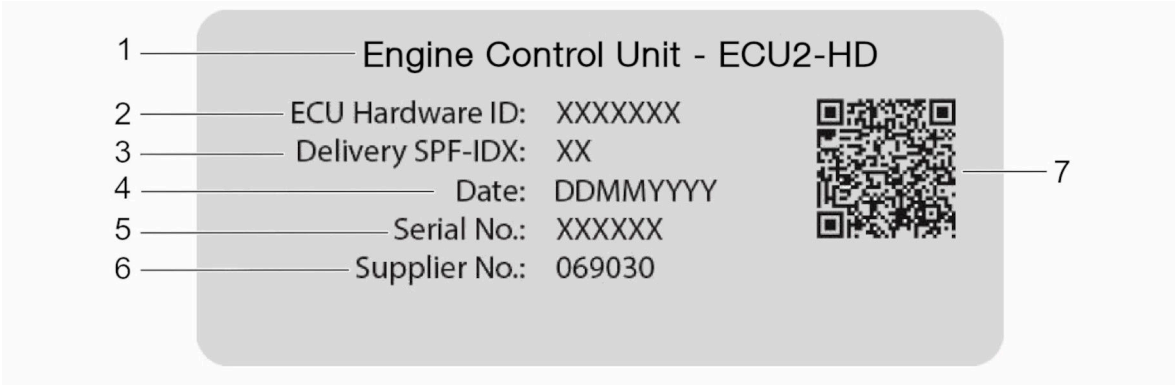 1 Engine Control Unit - ECU2-HD
2 ECU Hardware ID: XXXXXXX
3 Delivery SPF-IDX: XX
4 Date: DDMMYYYY
5 Serial No.: XXXXXX
6 Supplier No.: 069030
7